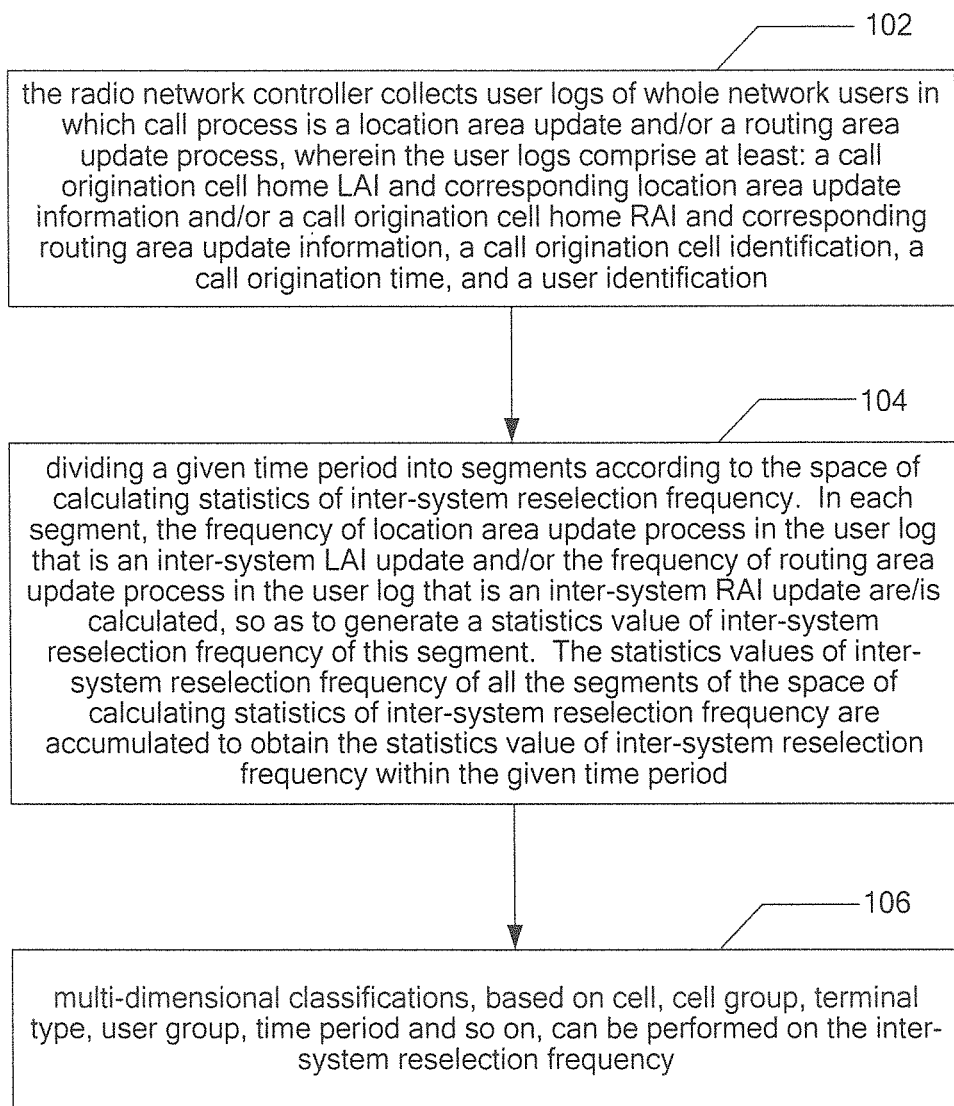 102
the radio network controller collects user logs of whole network users in
which call process is a location area update and/or a routing area
update process, wherein the user logs comprise at least: a call
origination cell home LAI and corresponding location area update
information and/or a call origination cell home RAI and corresponding
routing area update information, a call origination cell identification, a
call origination time, and a user identification
104
dividing a given time period into segments according to the space of
calculating statistics of inter-system reselection frequency. In each
segment, the frequency of location area update process in the user log
that is an inter-system LAI update and/or the frequency of routing area
update process in the user log that is an inter-system RAI update are/is
calculated, so as to generate a statistics value of inter-system
reselection frequency of this segment. The statistics values of inter-
system reselection frequency of all the segments of the space of
calculating statistics of inter-system reselection frequency are
accumulated to obtain the statistics value of inter-system reselection
frequency within the given time period
106
multi-dimensional classifications, based on cell, cell group, terminal
type, user group, time period and so on, can be performed on the inter-
system reselection frequency